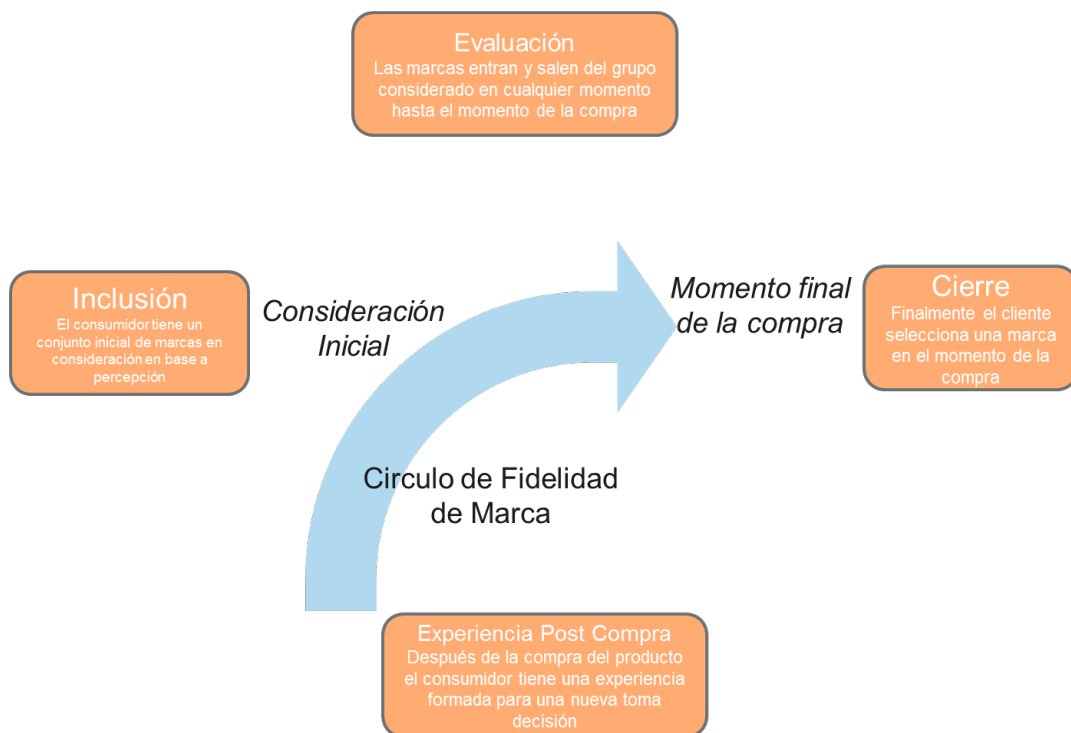 Evaluación
Las marcas entran y salen del grupo
considerado en cualquier momento
hasta el momento de la compra
Inclusión
El consumidor tiene un
conjunto inicial de marcas en
consideración en base a
percepción
Consideración
Inicial
Momento final
de la compra
Cierre
Finalmente el cliente
selecciona una marca
en el momento de la
compra
Circulo de Fidelidad
de Marca
Experiencia Post Compra
Después de la compra del producto
el consumidor tiene una experiencia
formada para una nueva toma
decisión